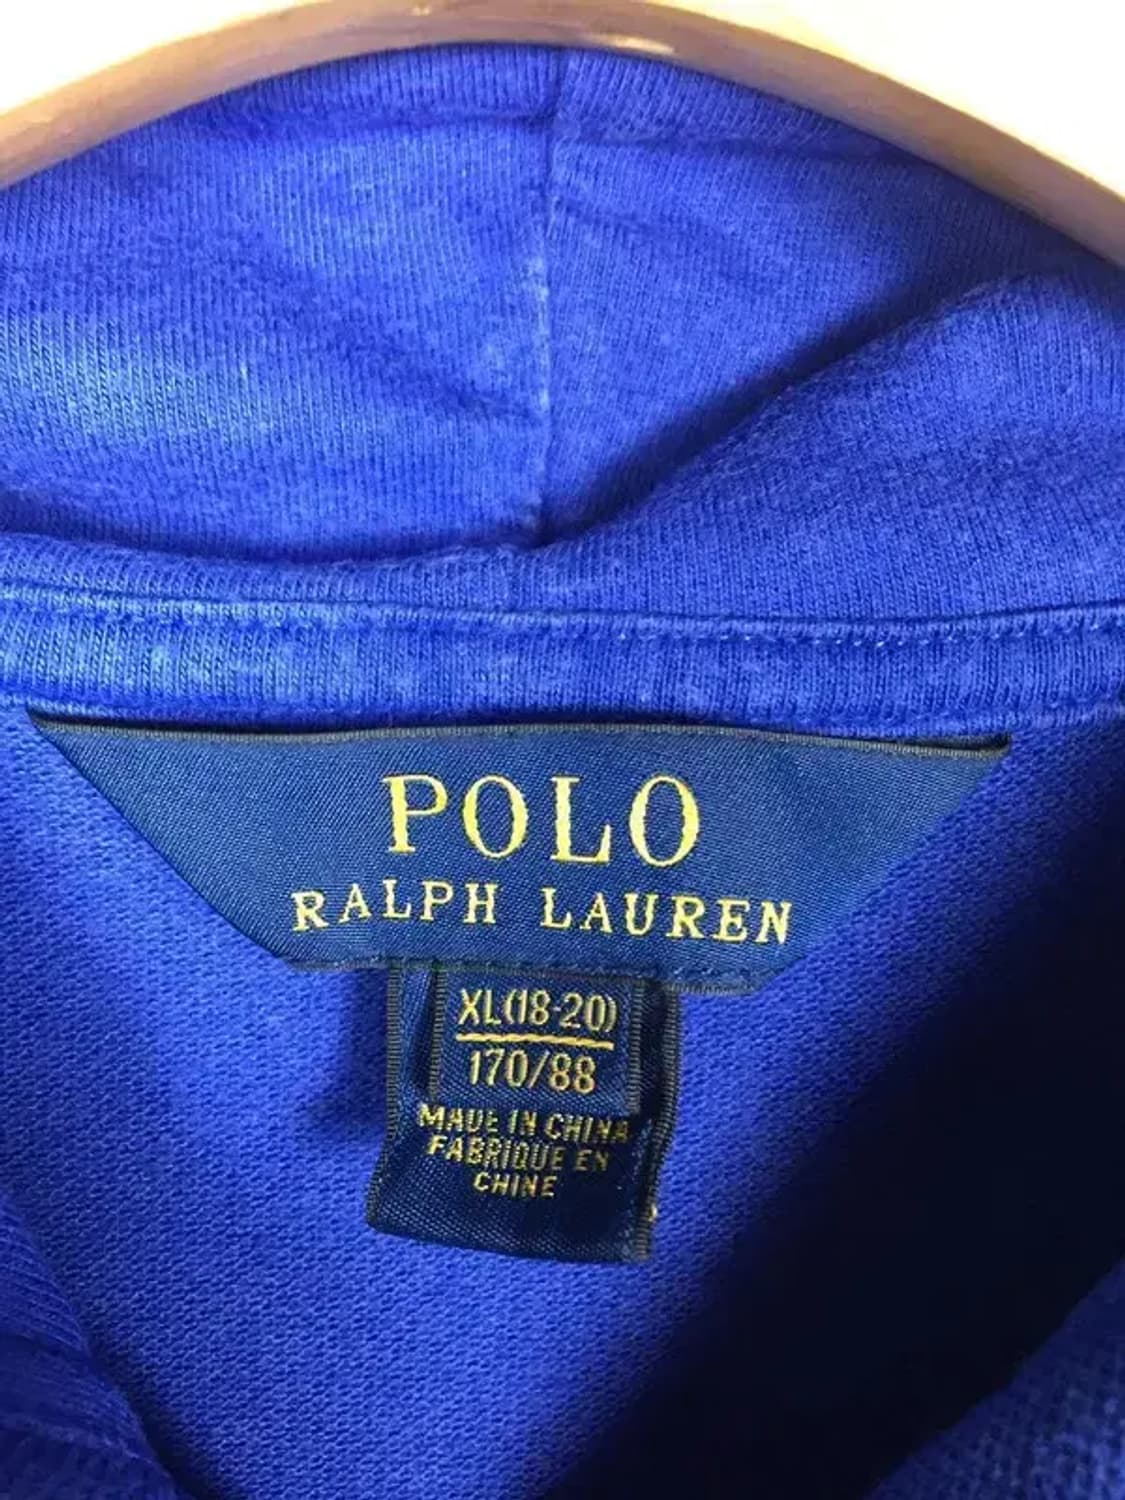 POLO
RALPH LAUREN
XL(18-20)
170/88
MADE IN CHINA
FABRIQUE EN
CHINE